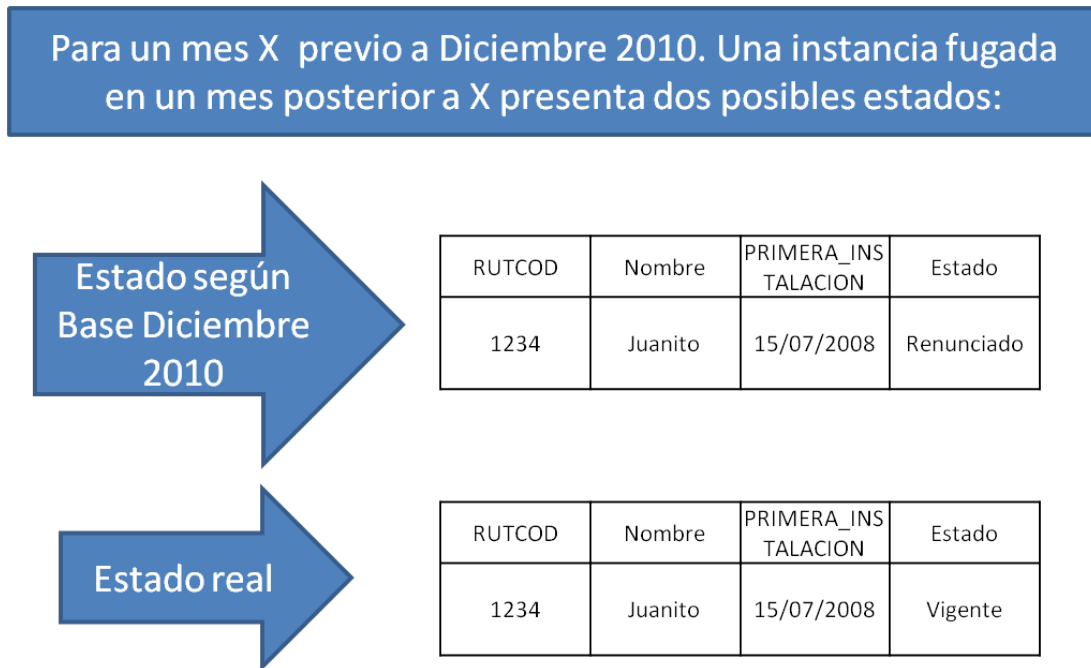 Para un mes X  previo a Diciembre 2010. Una instancia fugada
en un mes posterior a X presenta dos posibles estados:
Estado según
Base Diciembre
2010
RUTCOD Nombre PRIMERA_INS
TALACION Estado
1234 Juanito 15/07/2008 Renunciado
Estado real
RUTCOD Nombre PRIMERA_INS
TALACION Estado
1234 Juanito 15/07/2008 Vigente